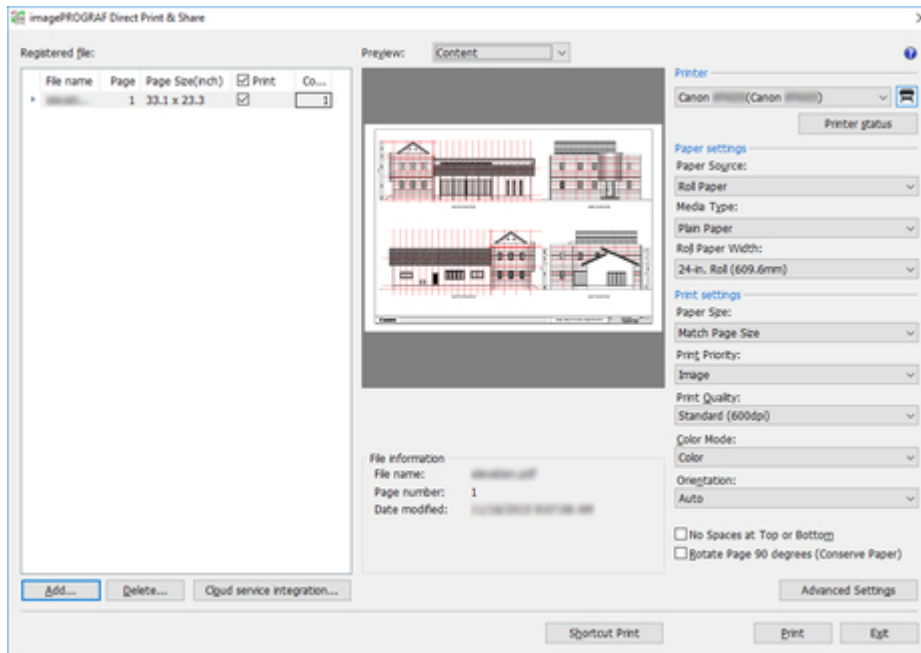 imagePROGRAF Direct Print & Share
Registered file:
File name Page Page Size(inch) Print Co...
1 33.1 x 23.3 1
Preview: Content
Canon
File information
File name:
Page number: 1
Date modified:
Printer
Canon (Canon )
Printer status
Paper settings
Paper Source:
Roll Paper
Media Type:
Plain Paper
Roll Paper Width:
24-in. Roll (609.6mm)
Print settings
Paper Size:
Match Page Size
Print Priority:
Image
Print Quality:
Standard (600dpi)
Color Mode:
Color
Orientation:
Auto
No Spaces at Top or Bottom
Rotate Page 90 degrees (Conserve Paper)
Add... Delete... Cloud service integration... Advanced Settings
Shortcut Print Print Exit